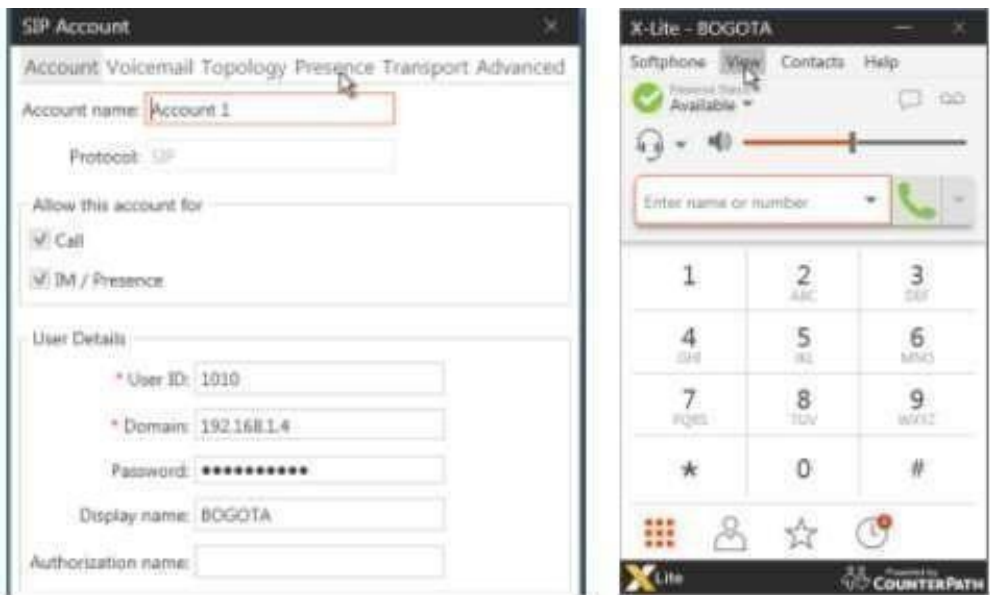 SIP Account
Account Voicemail Topology Presence Transport Advanced
Account name: Account 1
Protocol: SIP
Allow this account for
Call
IM / Presence
User Details
* User ID: 1010
* Domain: 192.168.1.4
Password: ●●●●●●●●●●
Display name: BOGOTA
Authorization name:
X-Lite - BOGOTA
Softphone View Contacts Help
Available
Enter name or number
1 2 3
ABC DEF
4 5 6
GHI JKL MNO
7 8 9
PQRS TUV WXYZ
* 0 #
X Lite
Powered by
COUNTERPATH